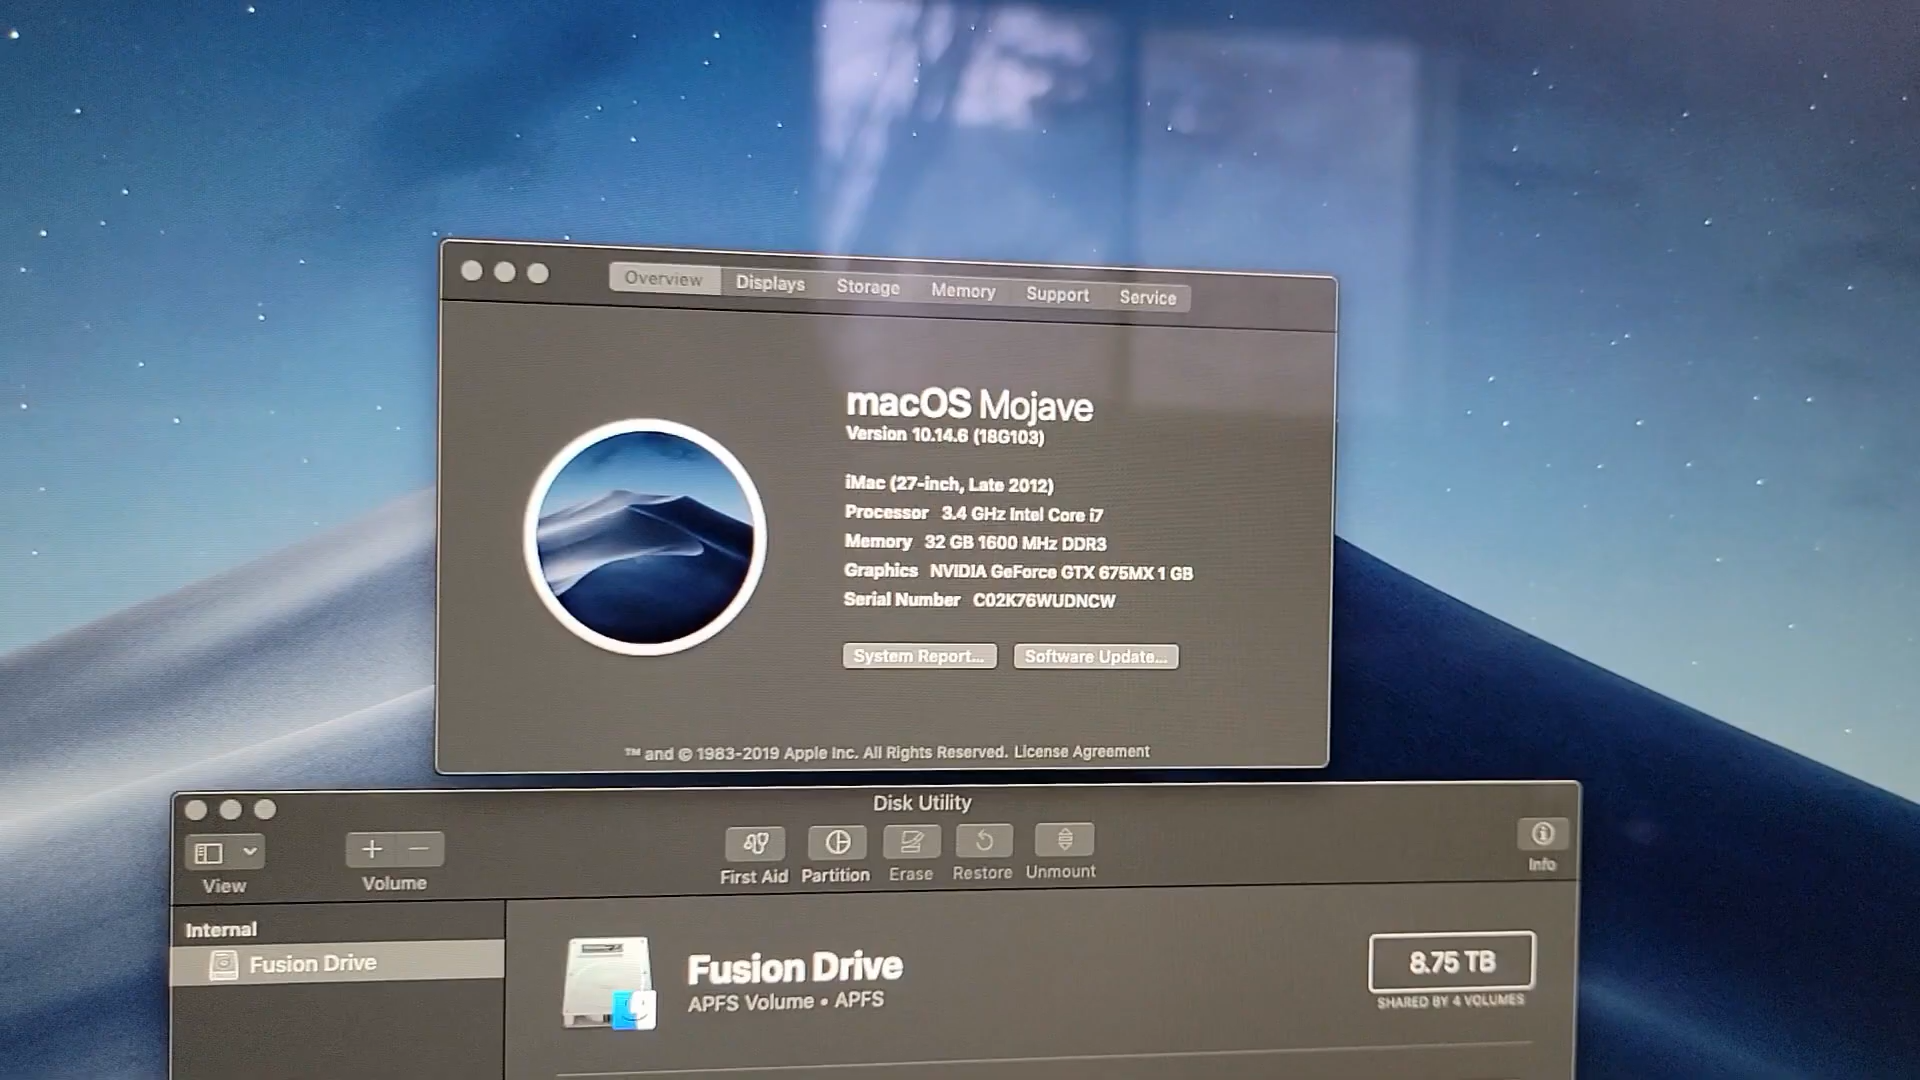 Overview Displays Storage Memory Support Service
macOS Mojave
Version 10.14.6 (18G103)
iMac (27-inch, Late 2012)
Processor 3.4 GHz Intel Core i7
Memory 32 GB 1600 MHz DDR3
Graphics NVIDIA GeForce GTX 675MX 1 GB
Serial Number C02K76WUDNCW
System Report... Software Update...
™ and © 1983-2019 Apple Inc. All Rights Reserved. License Agreement
Disk Utility
View Volume First Aid Partition Erase Restore Unmount Info
Internal
Fusion Drive
Fusion Drive
APFS Volume • APFS
8.75 TB
SHARED BY 4 VOLUMES